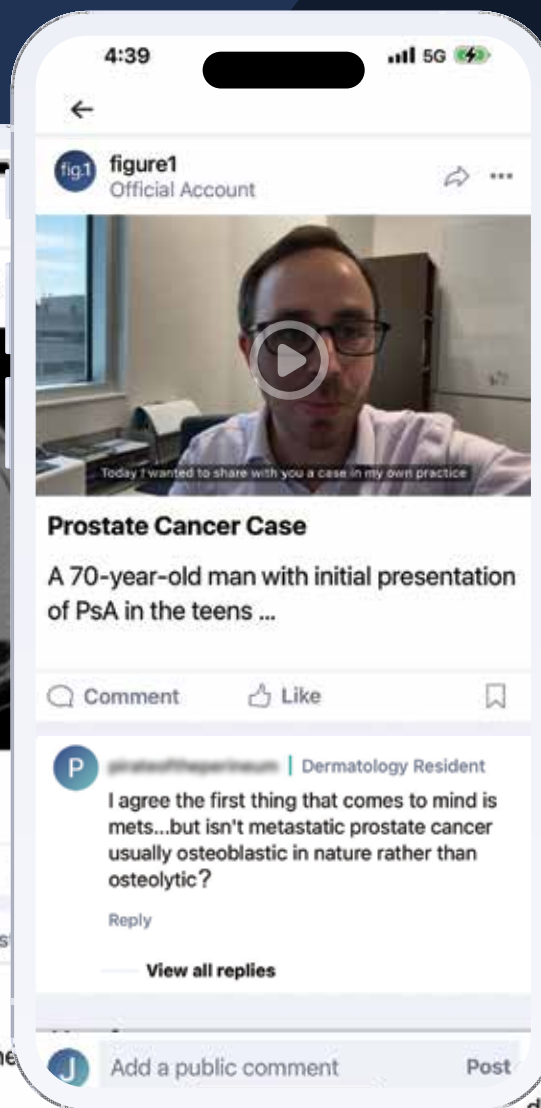 4:39
5G
fig.1
figure1
Official Account
Today I wanted to share with you a case in my own practice
Prostate Cancer Case
A 70-year-old man with initial presentation
of PsA in the teens ...
Comment
Like
P
| Dermatology Resident
I agree the first thing that comes to mind is
mets...but isn't metastatic prostate cancer
usually osteoblastic in nature rather than
osteolytic?
Reply
View all replies
J
Add a public comment
Post